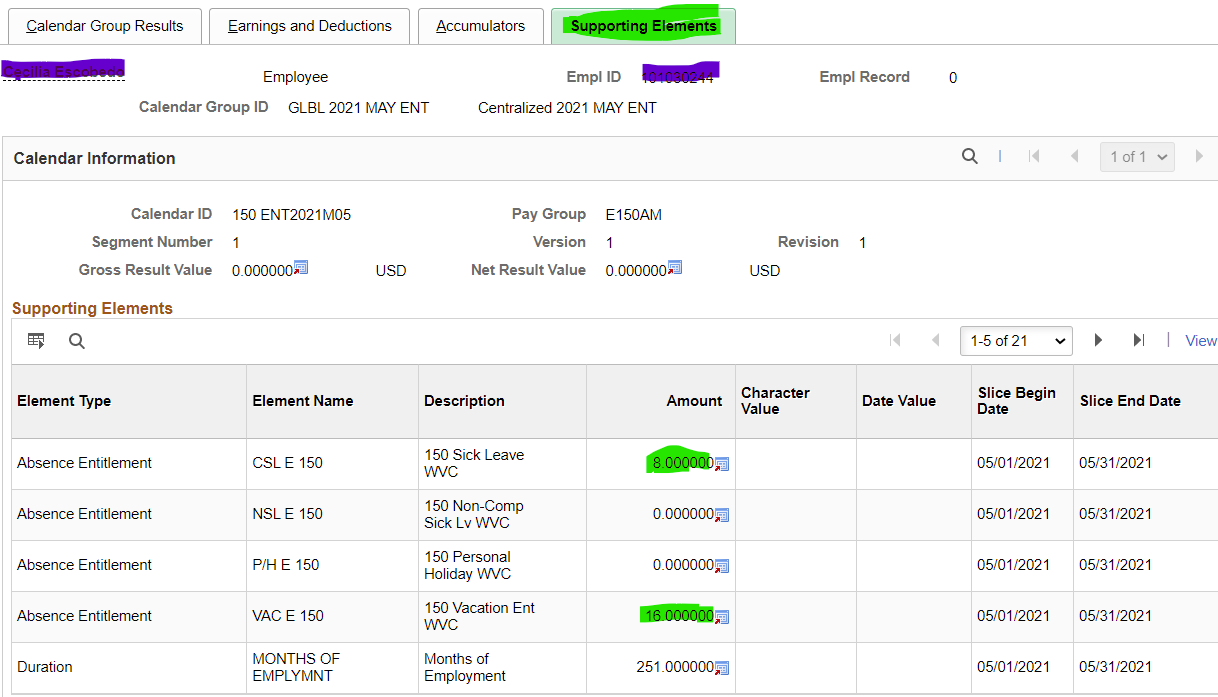 Calendar Group Results Earnings and Deductions Accumulators Supporting Elements
Employee Empl ID Empl Record 0
Calendar Group ID GLBL 2021 MAY ENT Centralized 2021 MAY ENT
Calendar Information 1 of 1
Calendar ID 150 ENT2021M05 Pay Group E150AM
Segment Number 1 Version 1 Revision 1
Gross Result Value 0.000000 USD Net Result Value 0.000000 USD
Supporting Elements
1-5 of 21 View
Element Type Element Name Description Amount Character Value Date Value Slice Begin Date Slice End Date
Absence Entitlement CSL E 150 150 Sick Leave WVC 8.000000 05/01/2021 05/31/2021
Absence Entitlement NSL E 150 150 Non-Comp Sick Lv WVC 0.000000 05/01/2021 05/31/2021
Absence Entitlement P/H E 150 150 Personal Holiday WVC 0.000000 05/01/2021 05/31/2021
Absence Entitlement VAC E 150 150 Vacation Ent WVC 16.000000 05/01/2021 05/31/2021
Duration MONTHS OF EMPLYMNT Months of Employment 251.000000 05/01/2021 05/31/2021